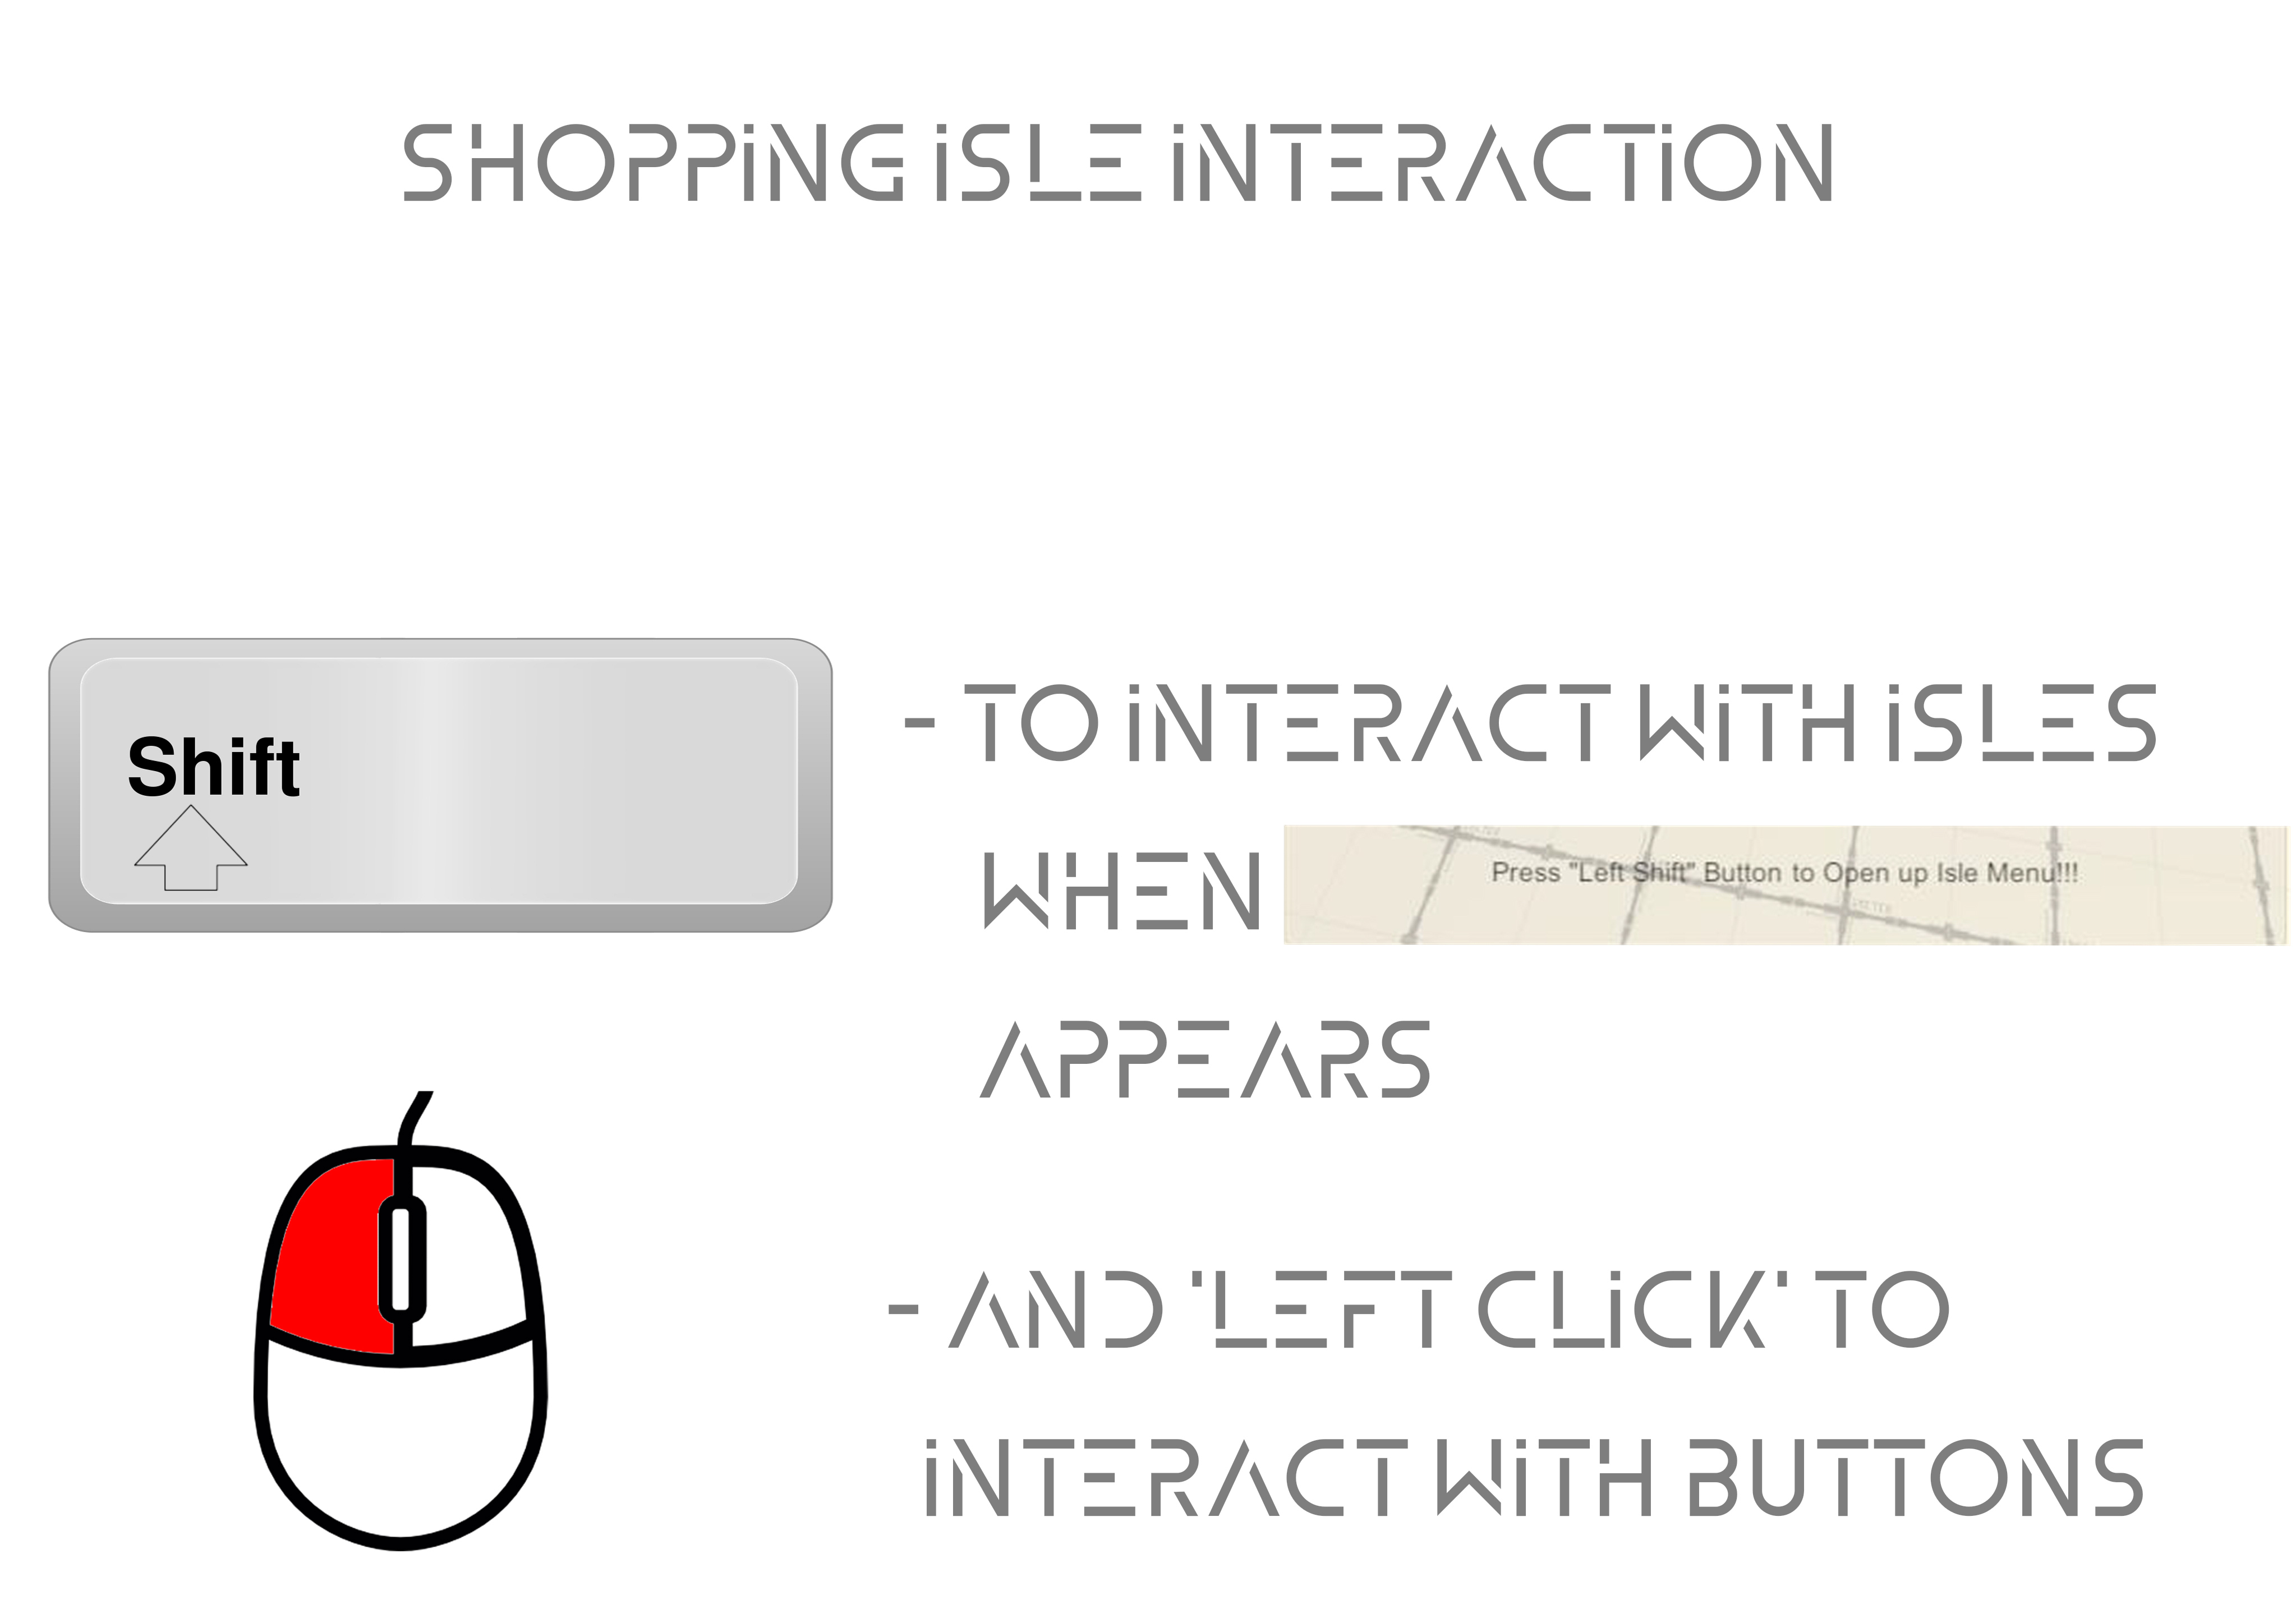 SHOPPiNG iSLE iNTERACTiON
Shift
- TO iNTERACT WiTH iSLES
WHEN Press "Left Shift" Button to Open up Isle Menu!!!
APPEARS
- AND 'LEFT CLiCK' TO
iNTERACT WiTH BUTTONS